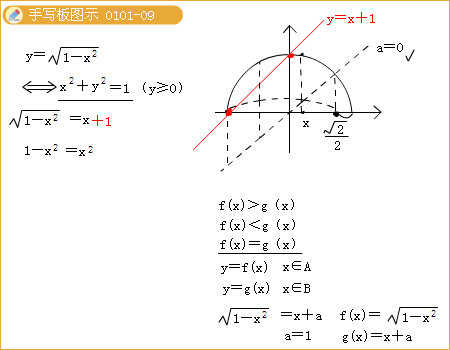 手写板图示 0101-09
y=x+1
y=√1-x²
a=0
⟺x²+y²=1 (y≥0)
√1-x² =x+1
x
√2/2
1-x² =x²
f(x)>g (x)
f(x)<g (x)
f(x)=g (x)
y=f(x) x∈A
y=g(x) x∈B
√1-x² =x+a f(x)= √1-x²
a=1 g(x)=x+a